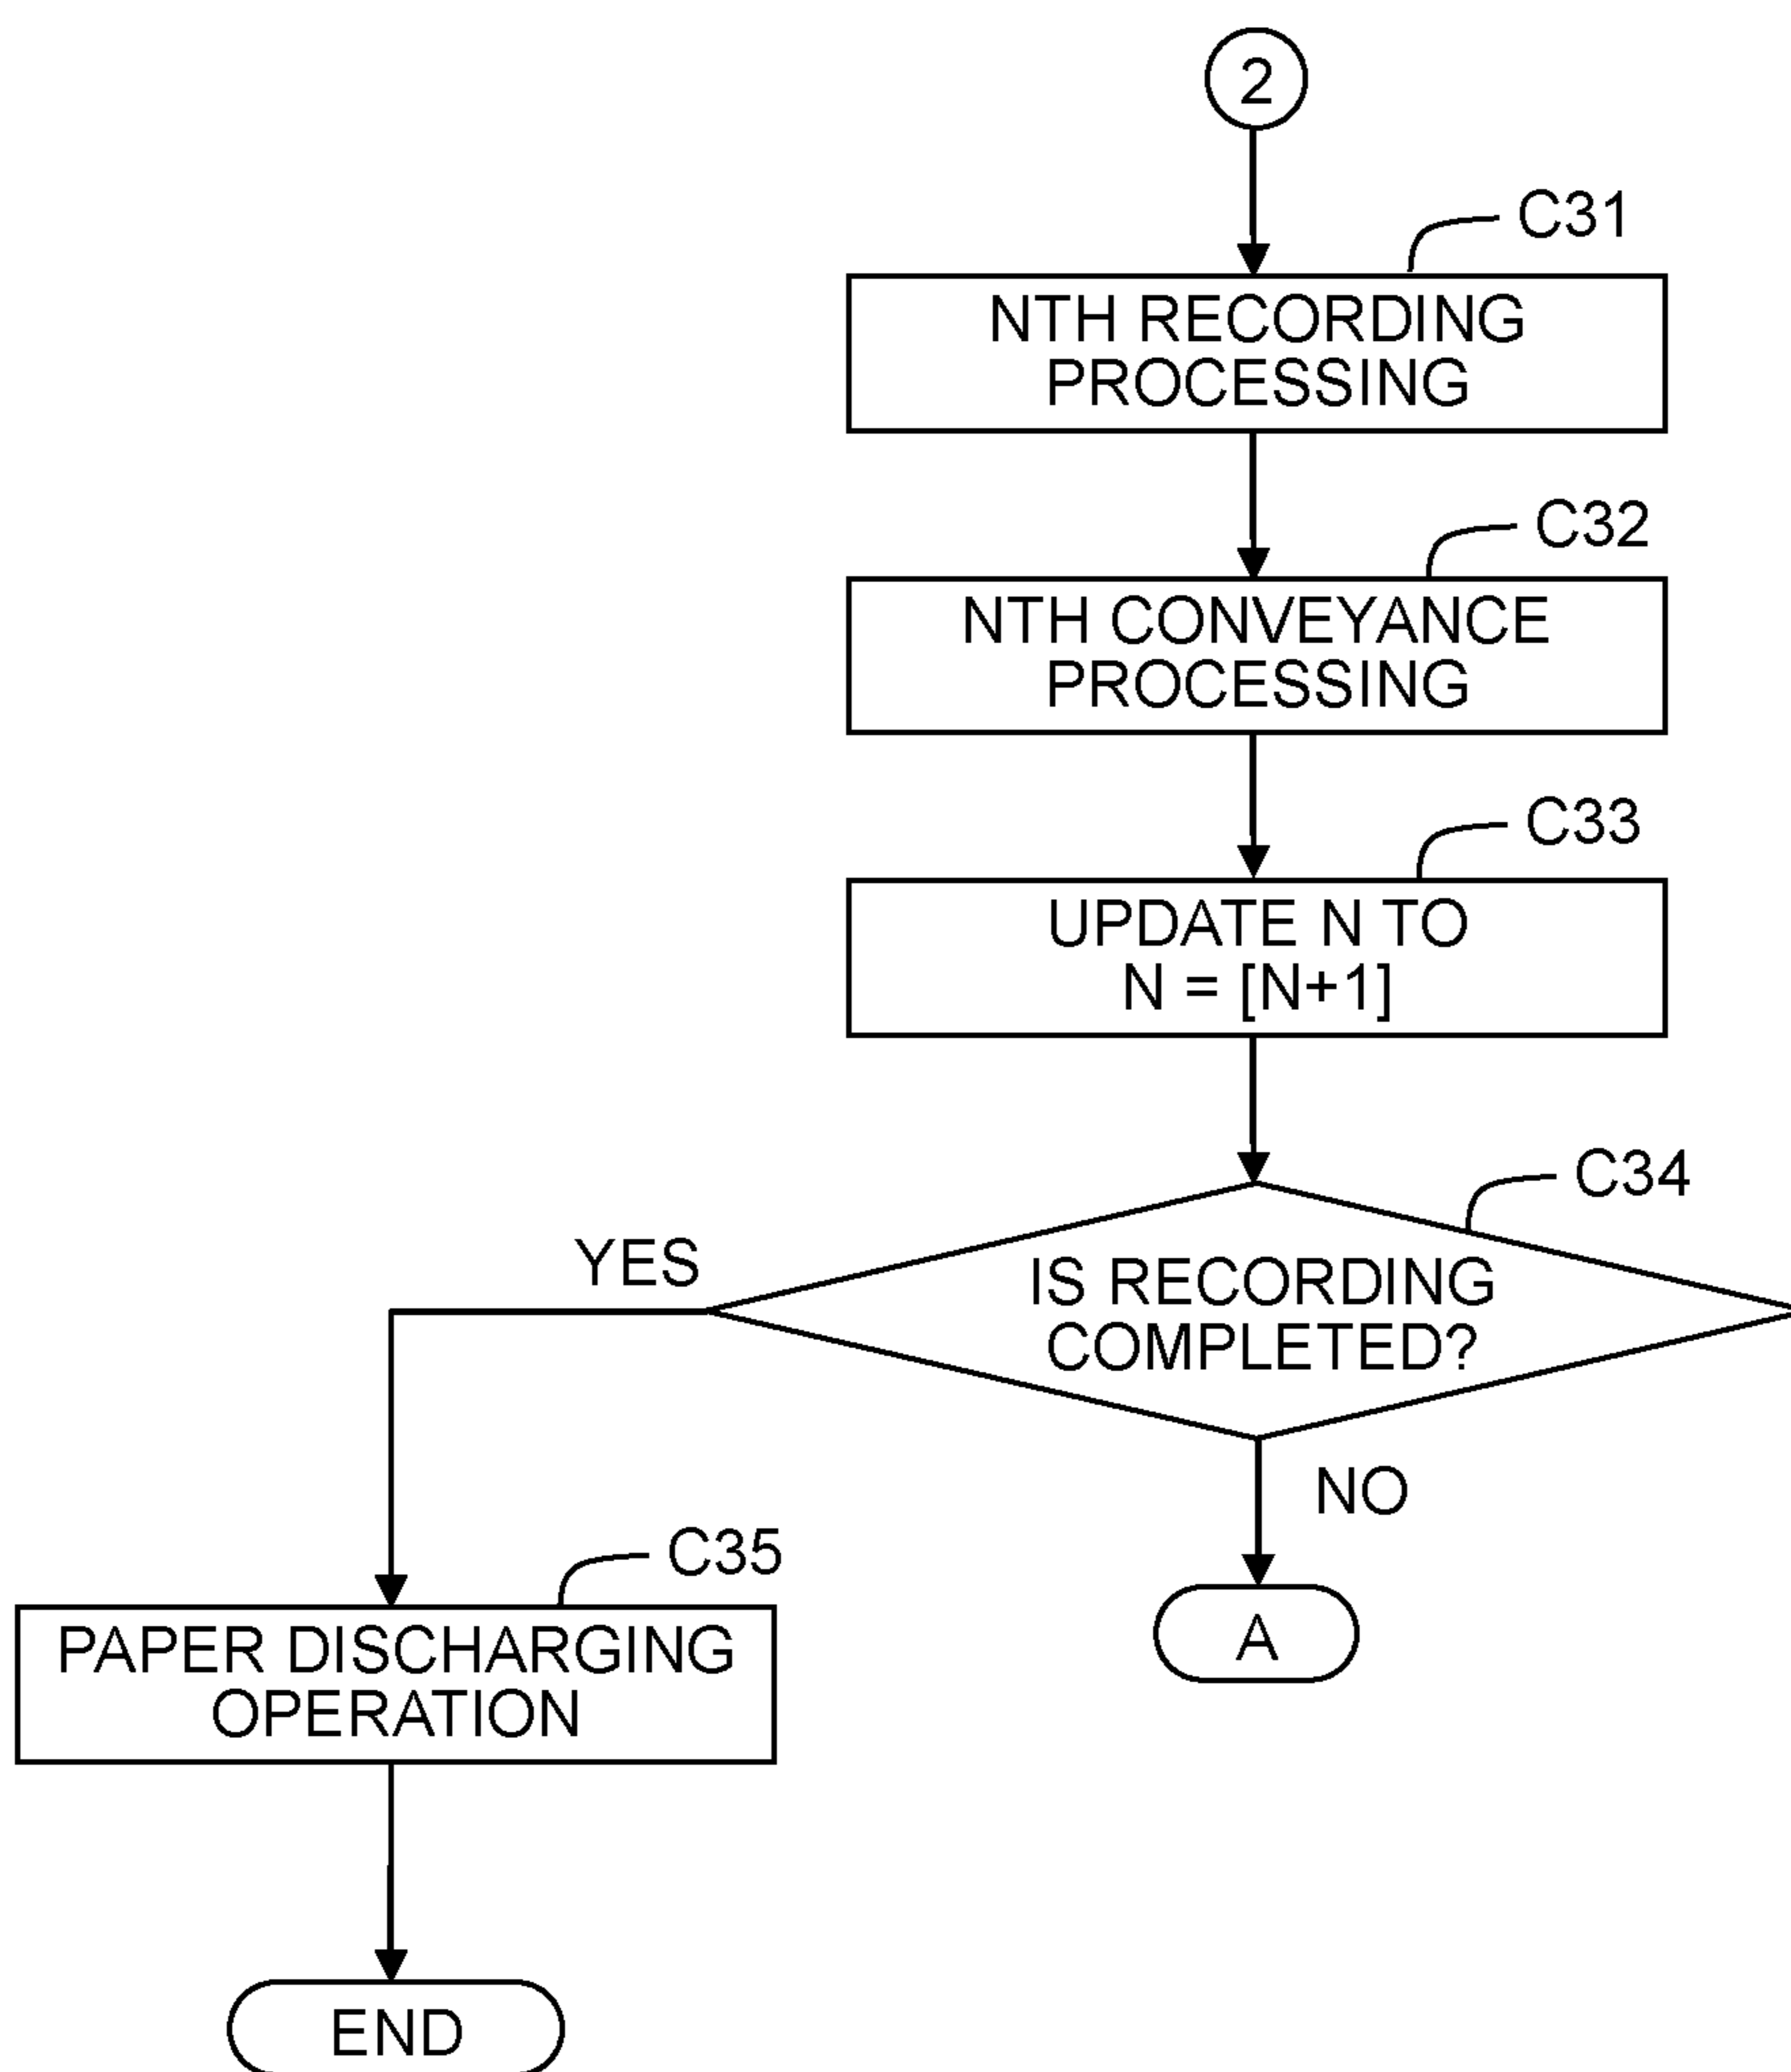 2
C31
NTH RECORDING
PROCESSING
C32
NTH CONVEYANCE
PROCESSING
C33
UPDATE N TO
N = [N+1]
C34
YES
IS RECORDING
COMPLETED?
NO
C35
A
PAPER DISCHARGING
OPERATION
END